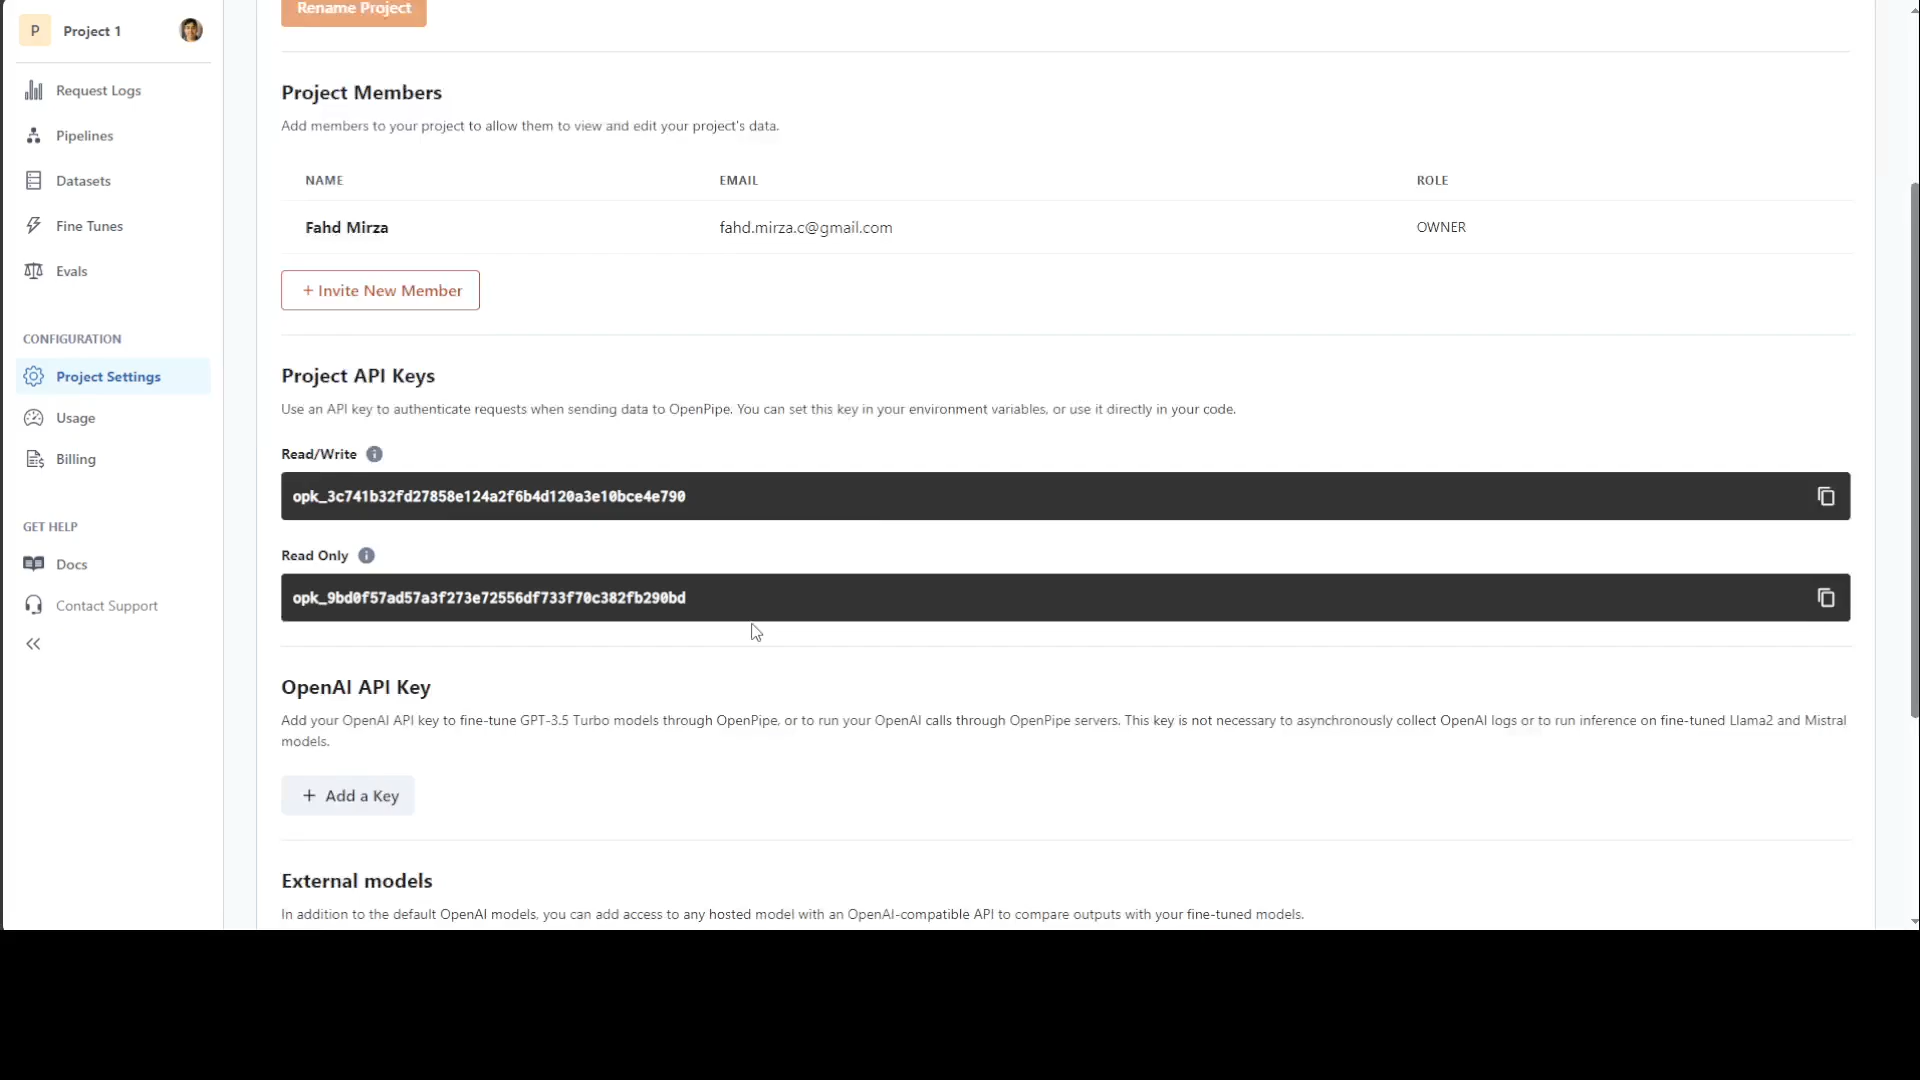 P
Project 1
Request Logs
Pipelines
Datasets
Fine Tunes
Evals
CONFIGURATION
Project Settings
Usage
Billing
GET HELP
Docs
Contact Support
Rename Project
Project Members
Add members to your project to allow them to view and edit your project's data.
NAME EMAIL ROLE
Fahd Mirza fahd.mirza.c@gmail.com OWNER
+ Invite New Member
Project API Keys
Use an API key to authenticate requests when sending data to OpenPipe. You can set this key in your environment variables, or use it directly in your code.
Read/Write
opk_3c741b32fd27858e124a2f6b4d120a3e10bce4e790
Read Only
opk_9bd0f57ad57a3f273e72556df733f70c382fb290bd
OpenAI API Key
Add your OpenAI API key to fine-tune GPT-3.5 Turbo models through OpenPipe, or to run your OpenAI calls through OpenPipe servers. This key is not necessary to asynchronously collect OpenAI logs or to run inference on fine-tuned Llama2 and Mistral
models.
+ Add a Key
External models
In addition to the default OpenAI models, you can add access to any hosted model with an OpenAI-compatible API to compare outputs with your fine-tuned models.